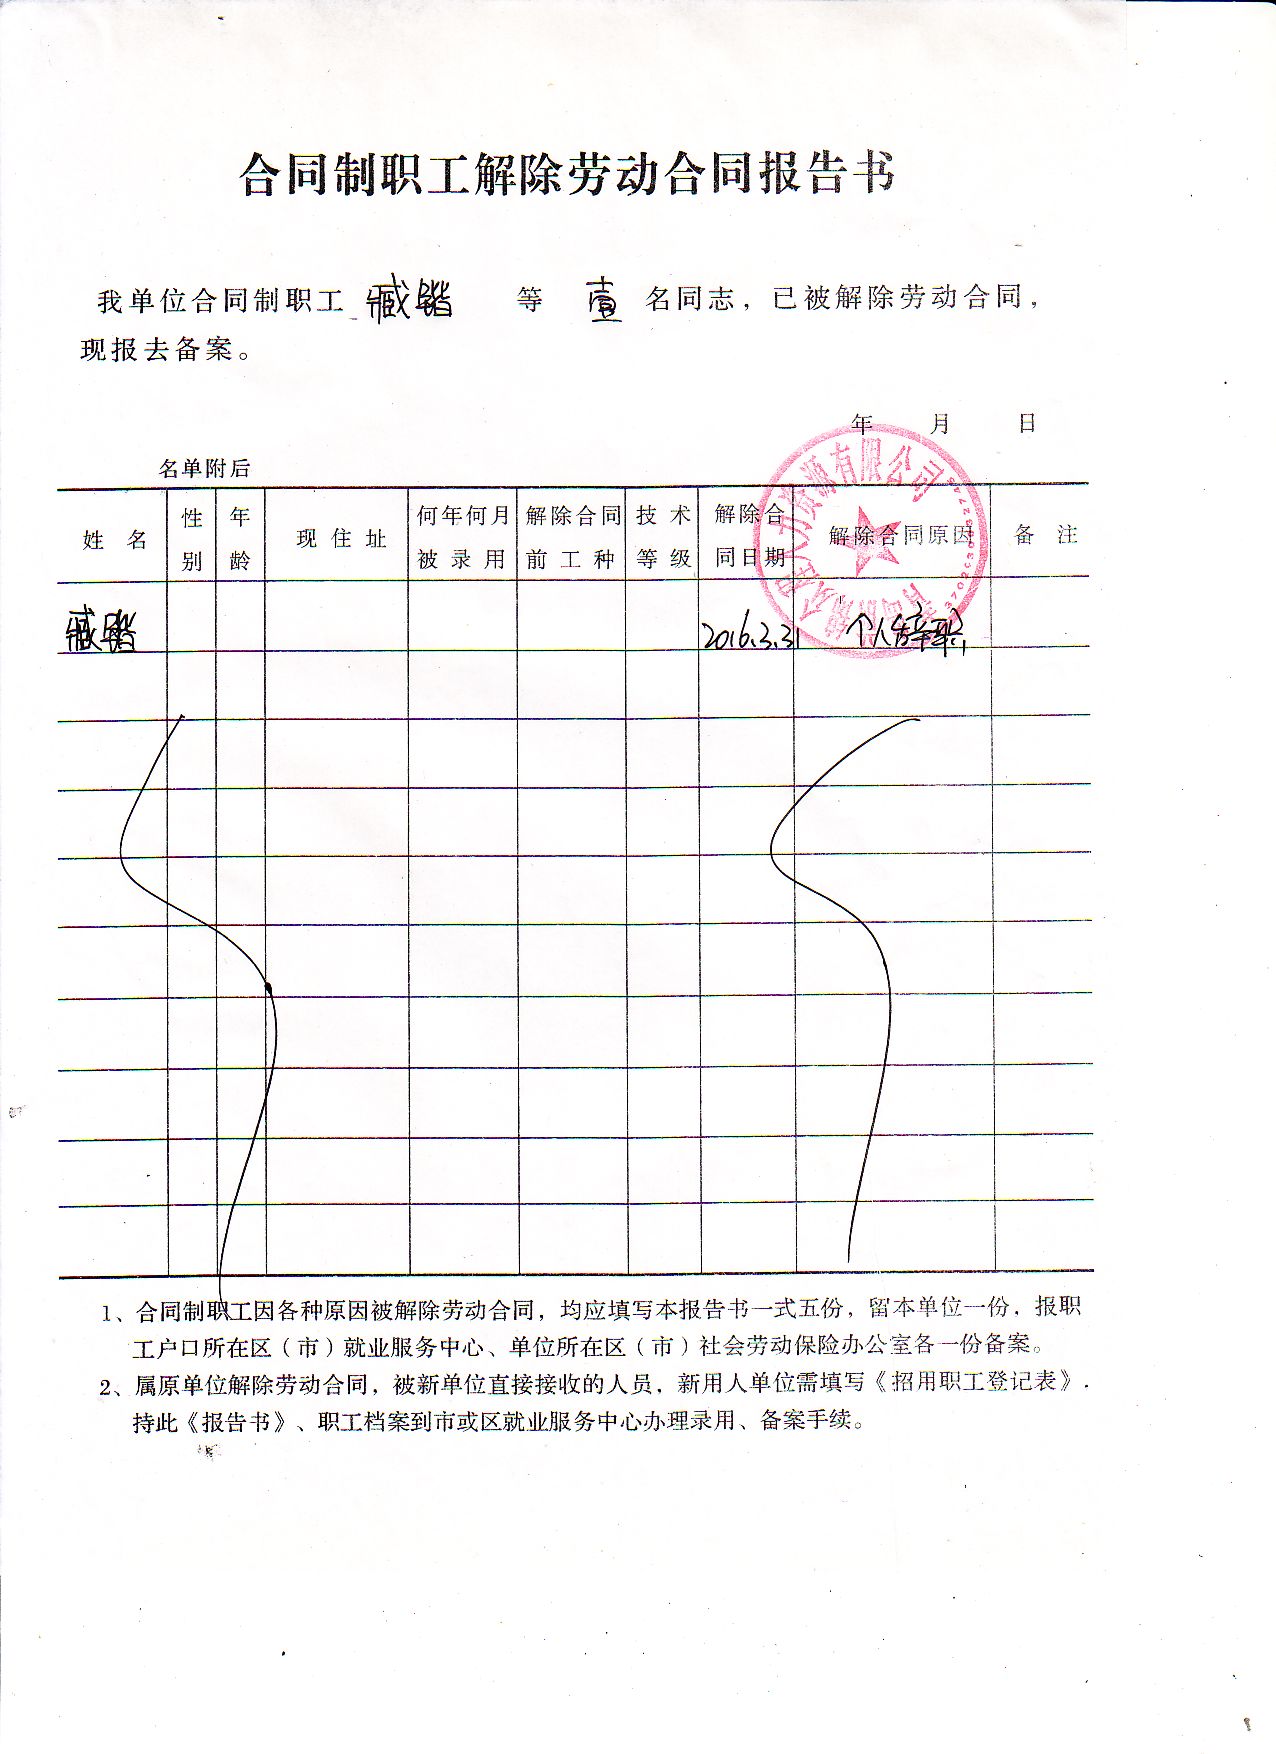 合同制职工解除劳动合同报告书
我单位合同制职工 臧 等 壹 名同志，已被解除劳动合同，
现报去备案。
年 月 日
名单附后
姓名 性别 年龄 现住址 何年何月被录用 解除合同前工种 技术等级 解除合同日期 解除合同原因 备注
臧 2016.3.31 个人辞职
人力资源有限公司
1、合同制职工因各种原因被解除劳动合同，均应填写本报告书一式五份，留本单位一份，报职
工户口所在区（市）就业服务中心、单位所在区（市）社会劳动保险办公室各一份备案。
2、属原单位解除劳动合同，被新单位直接接收的人员，新用人单位需填写《招用职工登记表》.
持此《报告书》、职工档案到市或区就业服务中心办理录用、备案手续。